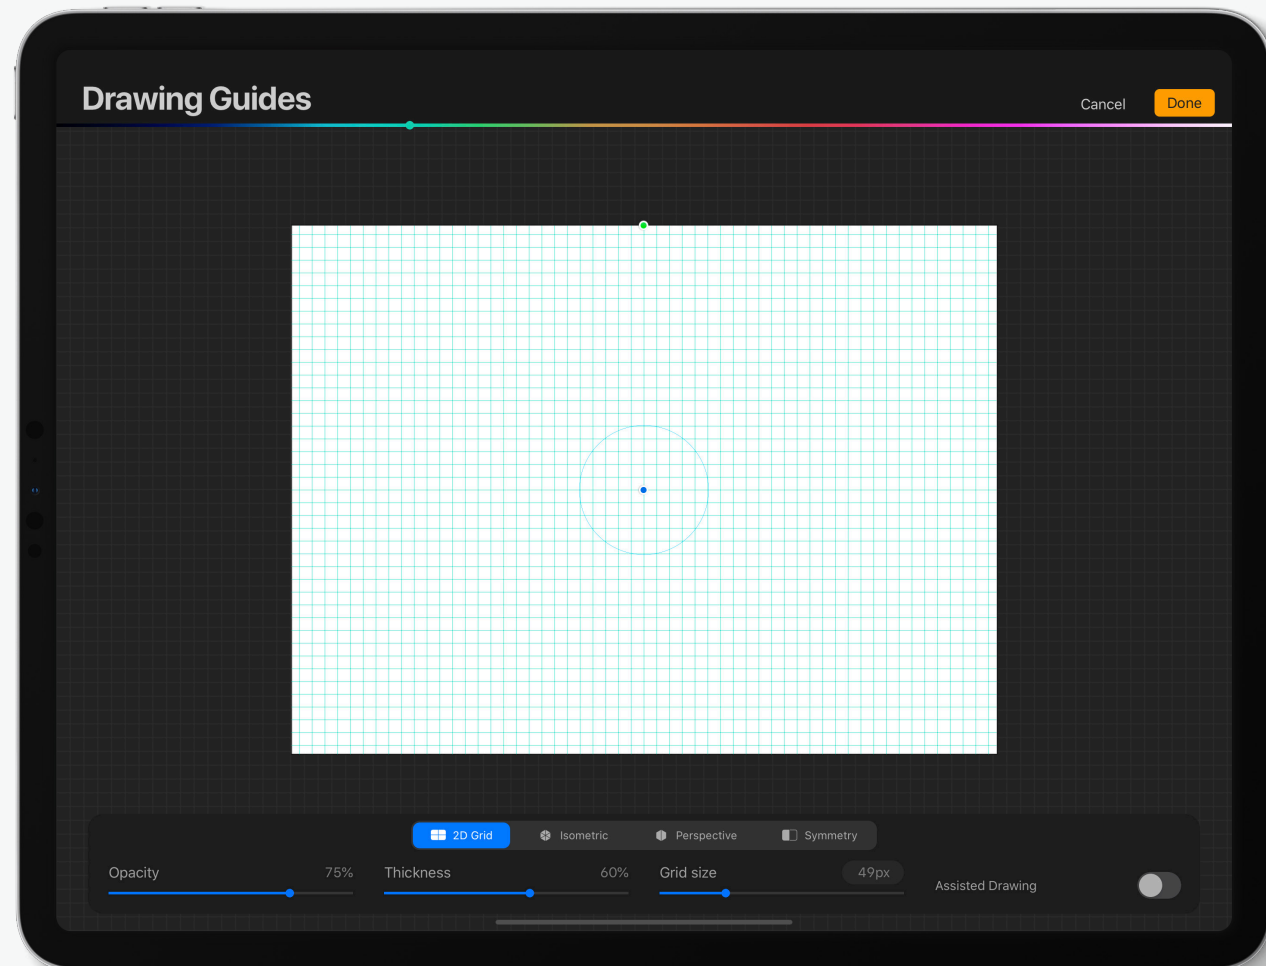 Drawing Guides
Cancel
Done
2D Grid
Isometric
Perspective
Symmetry
Opacity
75%
Thickness
60%
Grid size
49px
Assisted Drawing